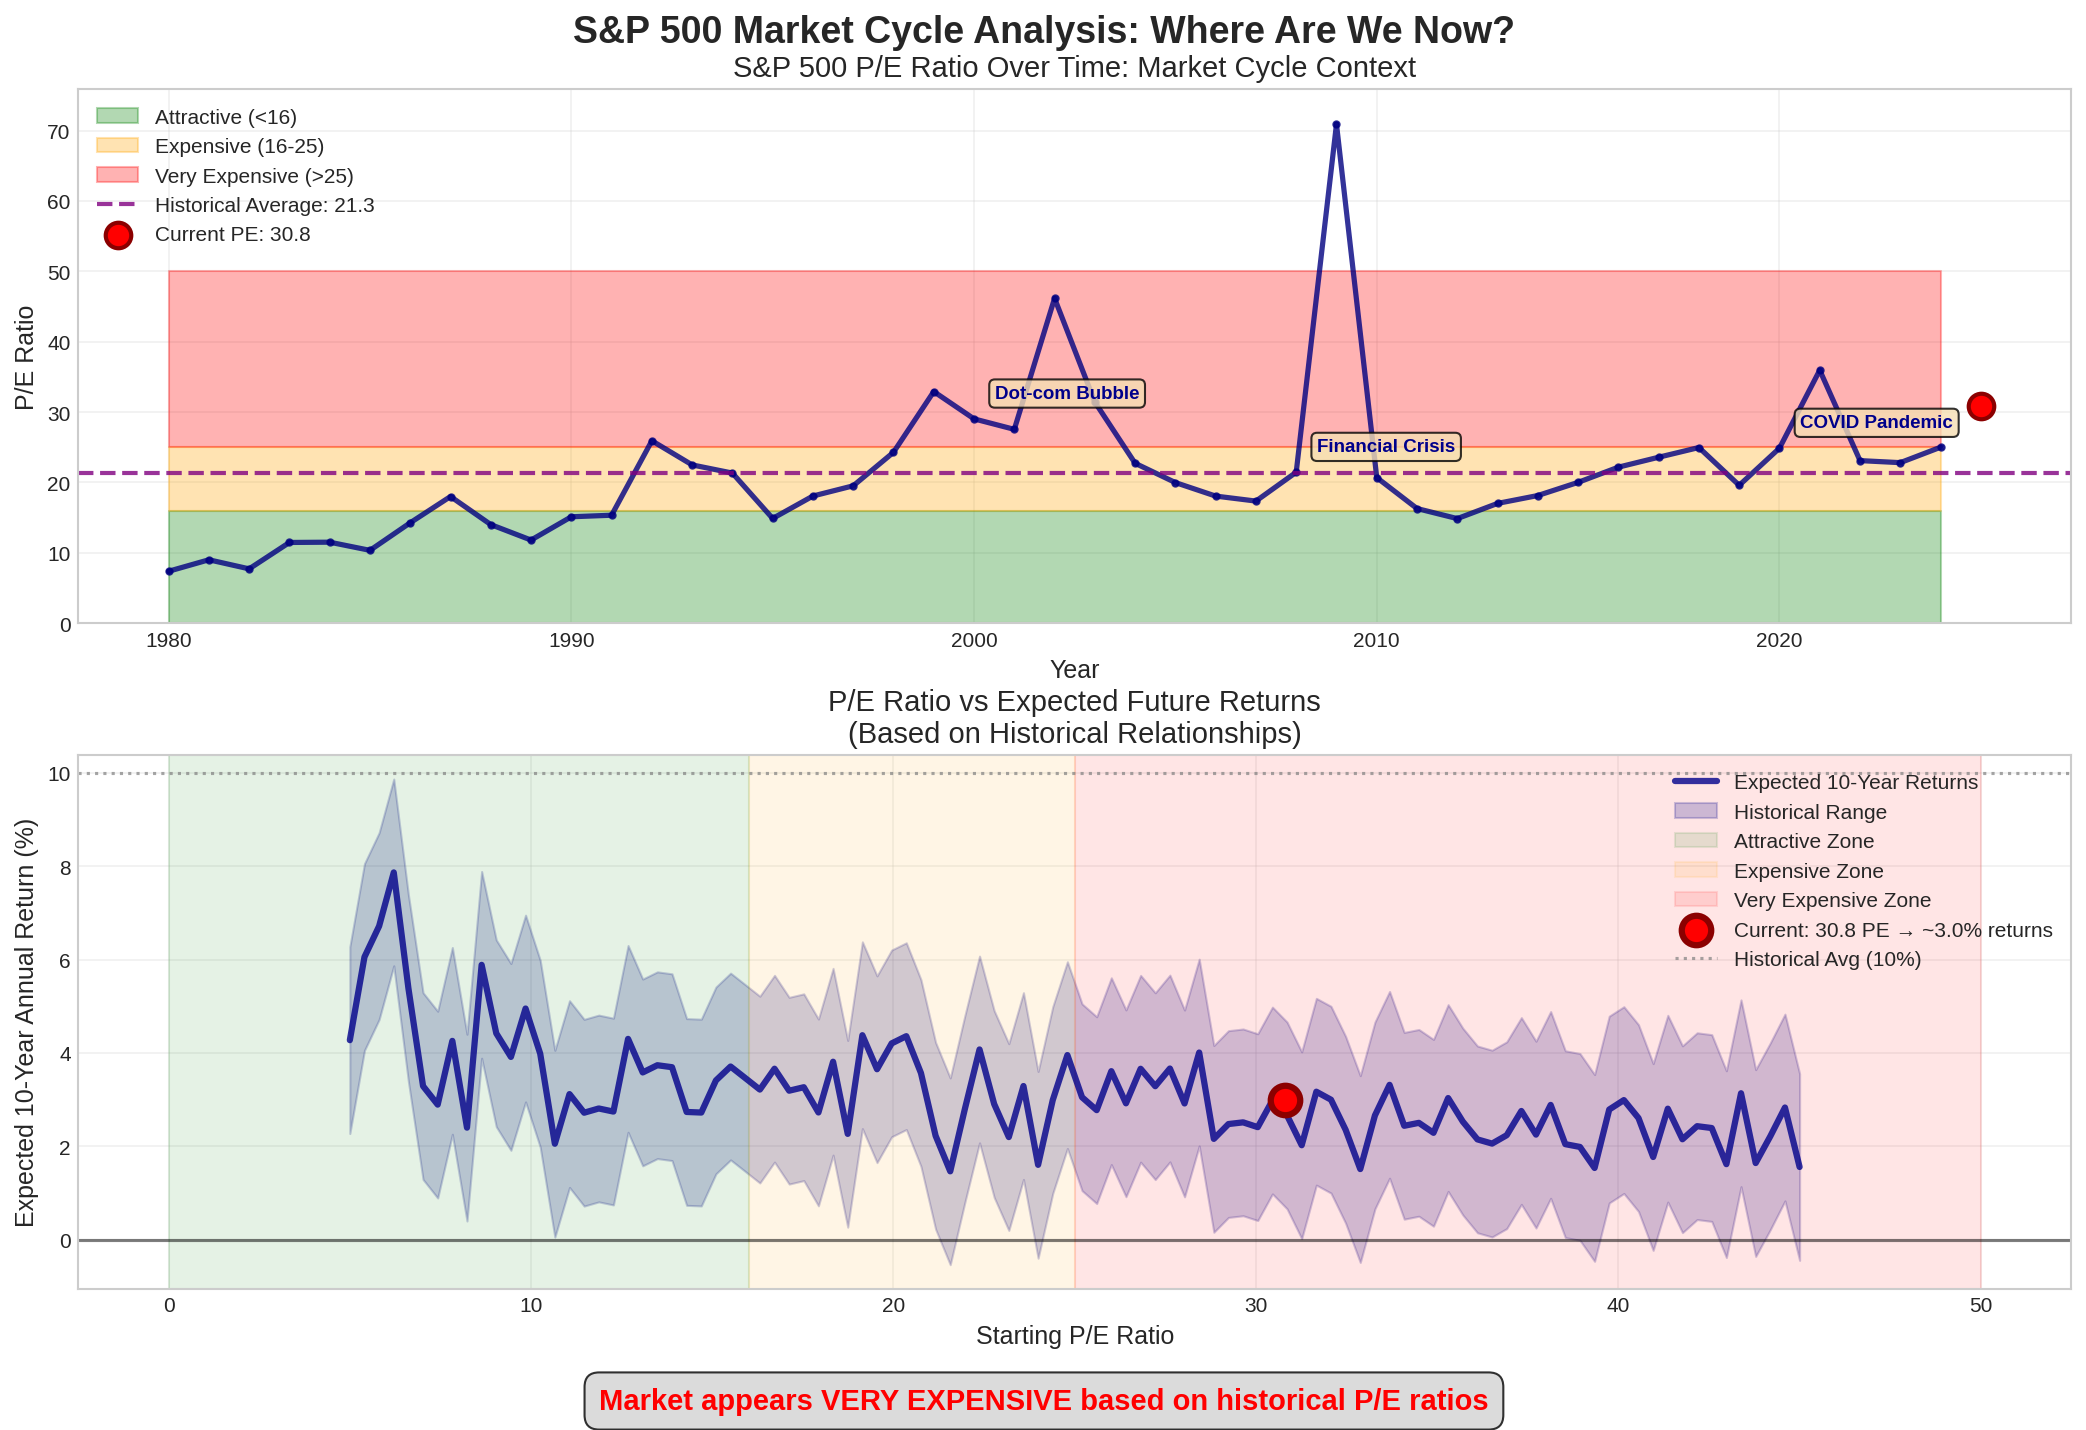 S&P 500 Market Cycle Analysis: Where Are We Now?
S&P 500 P/E Ratio Over Time: Market Cycle Context
Attractive (<16)
Expensive (16-25)
Very Expensive (>25)
Historical Average: 21.3
Current PE: 30.8
P/E Ratio
70
60
50
40
30
20
10
0
Dot-com Bubble
Financial Crisis
COVID Pandemic
1980 1990 2000 2010 2020
Year
P/E Ratio vs Expected Future Returns
(Based on Historical Relationships)
Expected 10-Year Returns
Historical Range
Attractive Zone
Expensive Zone
Very Expensive Zone
Current: 30.8 PE → ~3.0% returns
Historical Avg (10%)
Expected 10-Year Annual Return (%)
10
8
6
4
2
0
0 10 20 30 40 50
Starting P/E Ratio
Market appears VERY EXPENSIVE based on historical P/E ratios